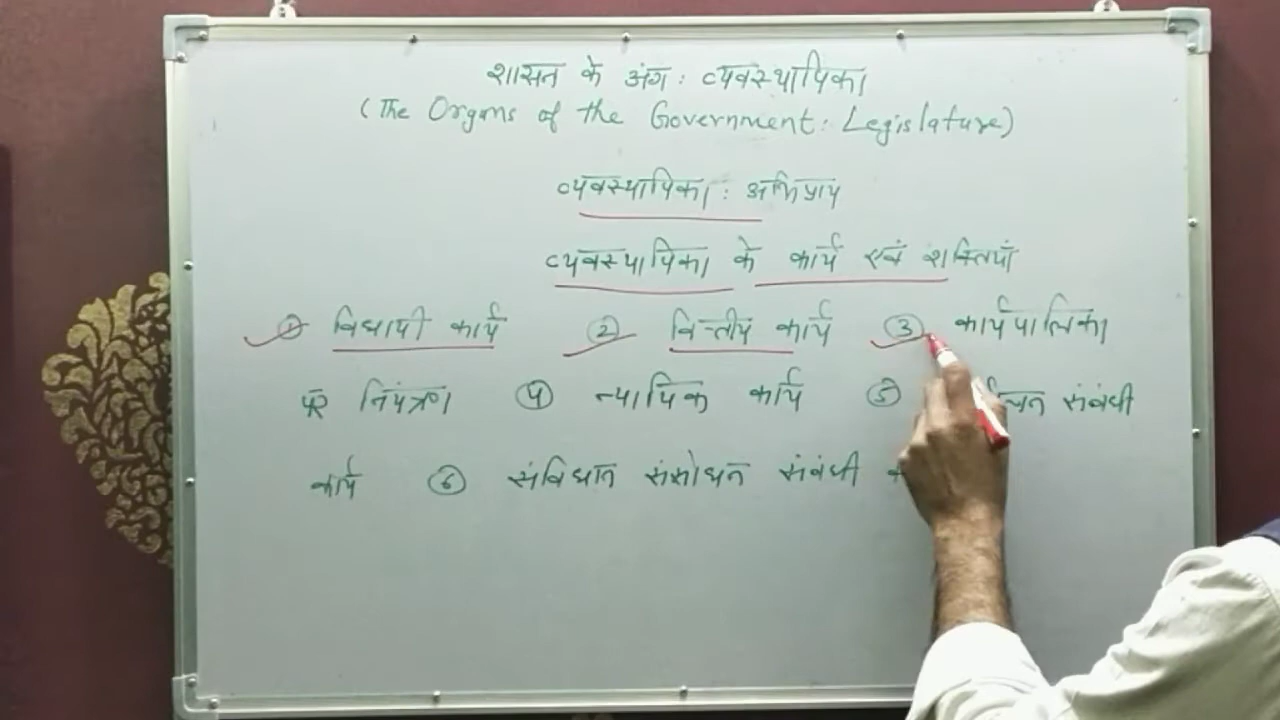 शासन के अंग : व्यवस्थापिका
(The Organs of the Government: Legislature)
व्यवस्थापिका : अभिप्राय
व्यवस्थापिका के कार्य एवं शक्तियाँ
① विधायी कार्य ② वित्तीय कार्य ③ कार्यपालिका
पर नियंत्रण ④ न्यायिक कार्य ⑤ संबंधी
कार्य ⑥ संविधान संसोधन संबंधी